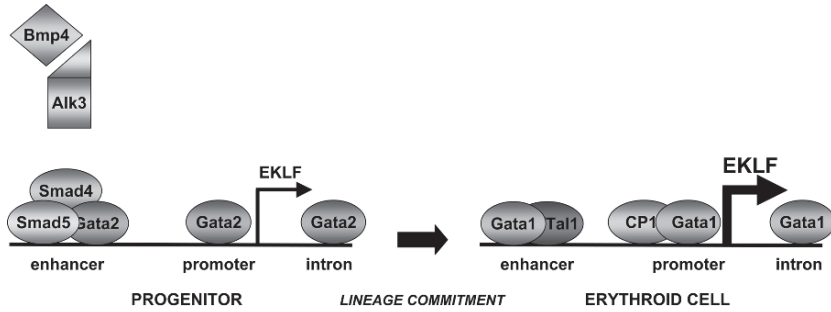 Bmp4
Alk3
EKLF
EKLF
Smad4
Smad5 Gata2 Gata2 Gata2 Gata1 Tal1 CP1 Gata1 Gata1
enhancer promoter intron enhancer promoter intron
PROGENITOR LINEAGE COMMITMENT ERYTHROID CELL